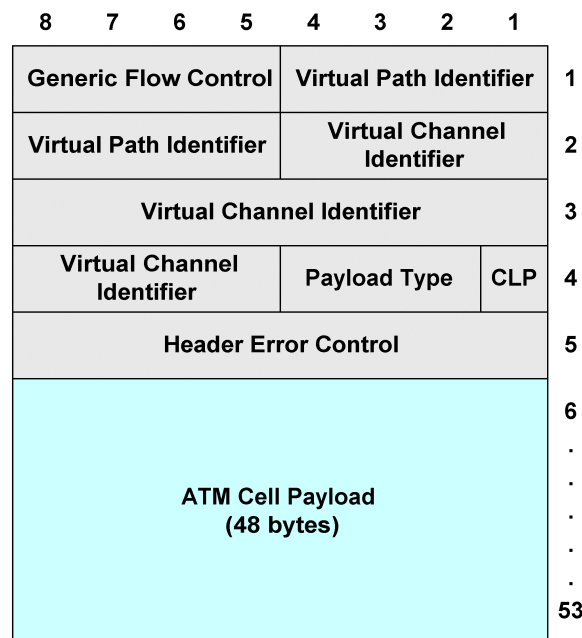 8 7 6 5 4 3 2 1
Generic Flow Control Virtual Path Identifier 1
Virtual Path Identifier Virtual Channel
Identifier 2
Virtual Channel Identifier 3
Virtual Channel
Identifier Payload Type CLP 4
Header Error Control 5
6
.
.
ATM Cell Payload
(48 bytes)
.
.
.
53